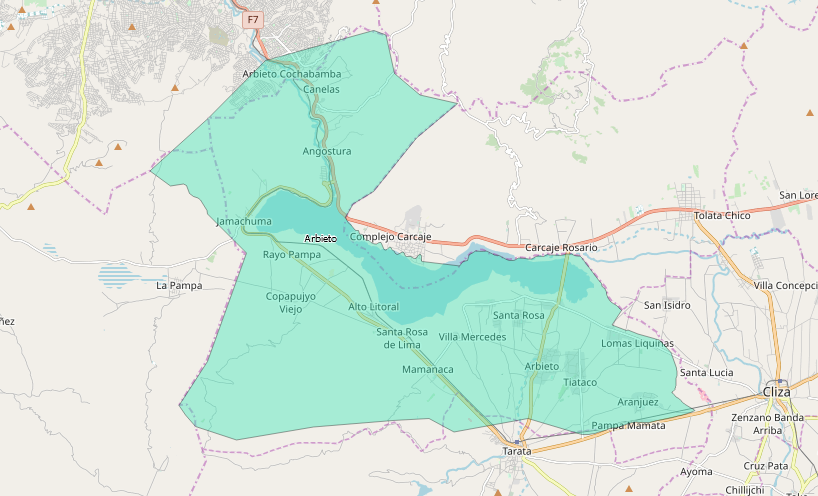 F7
Arbieto Cochabamba
Canelas
Angostura
San Lore
Jamachuma
Tolata Chico
Arbieto
Complejo Carcaje
Carcaje Rosario
Rayo Pampa
La Pampa
Villa Concepci
Copapujyo
Viejo
Alto Litoral
San Isidro
Santa Rosa
ñez
Santa Rosa
de Lima
Villa Mercedes
Lomas Liquinas
Mamanaca
Arbieto
Santa Lucia
Tiataco
Cliza
Aranjuez
Zenzano Banda
Arriba
Pampa Mamata
Tarata
Cruz Pata
Ayoma
Chillijchi